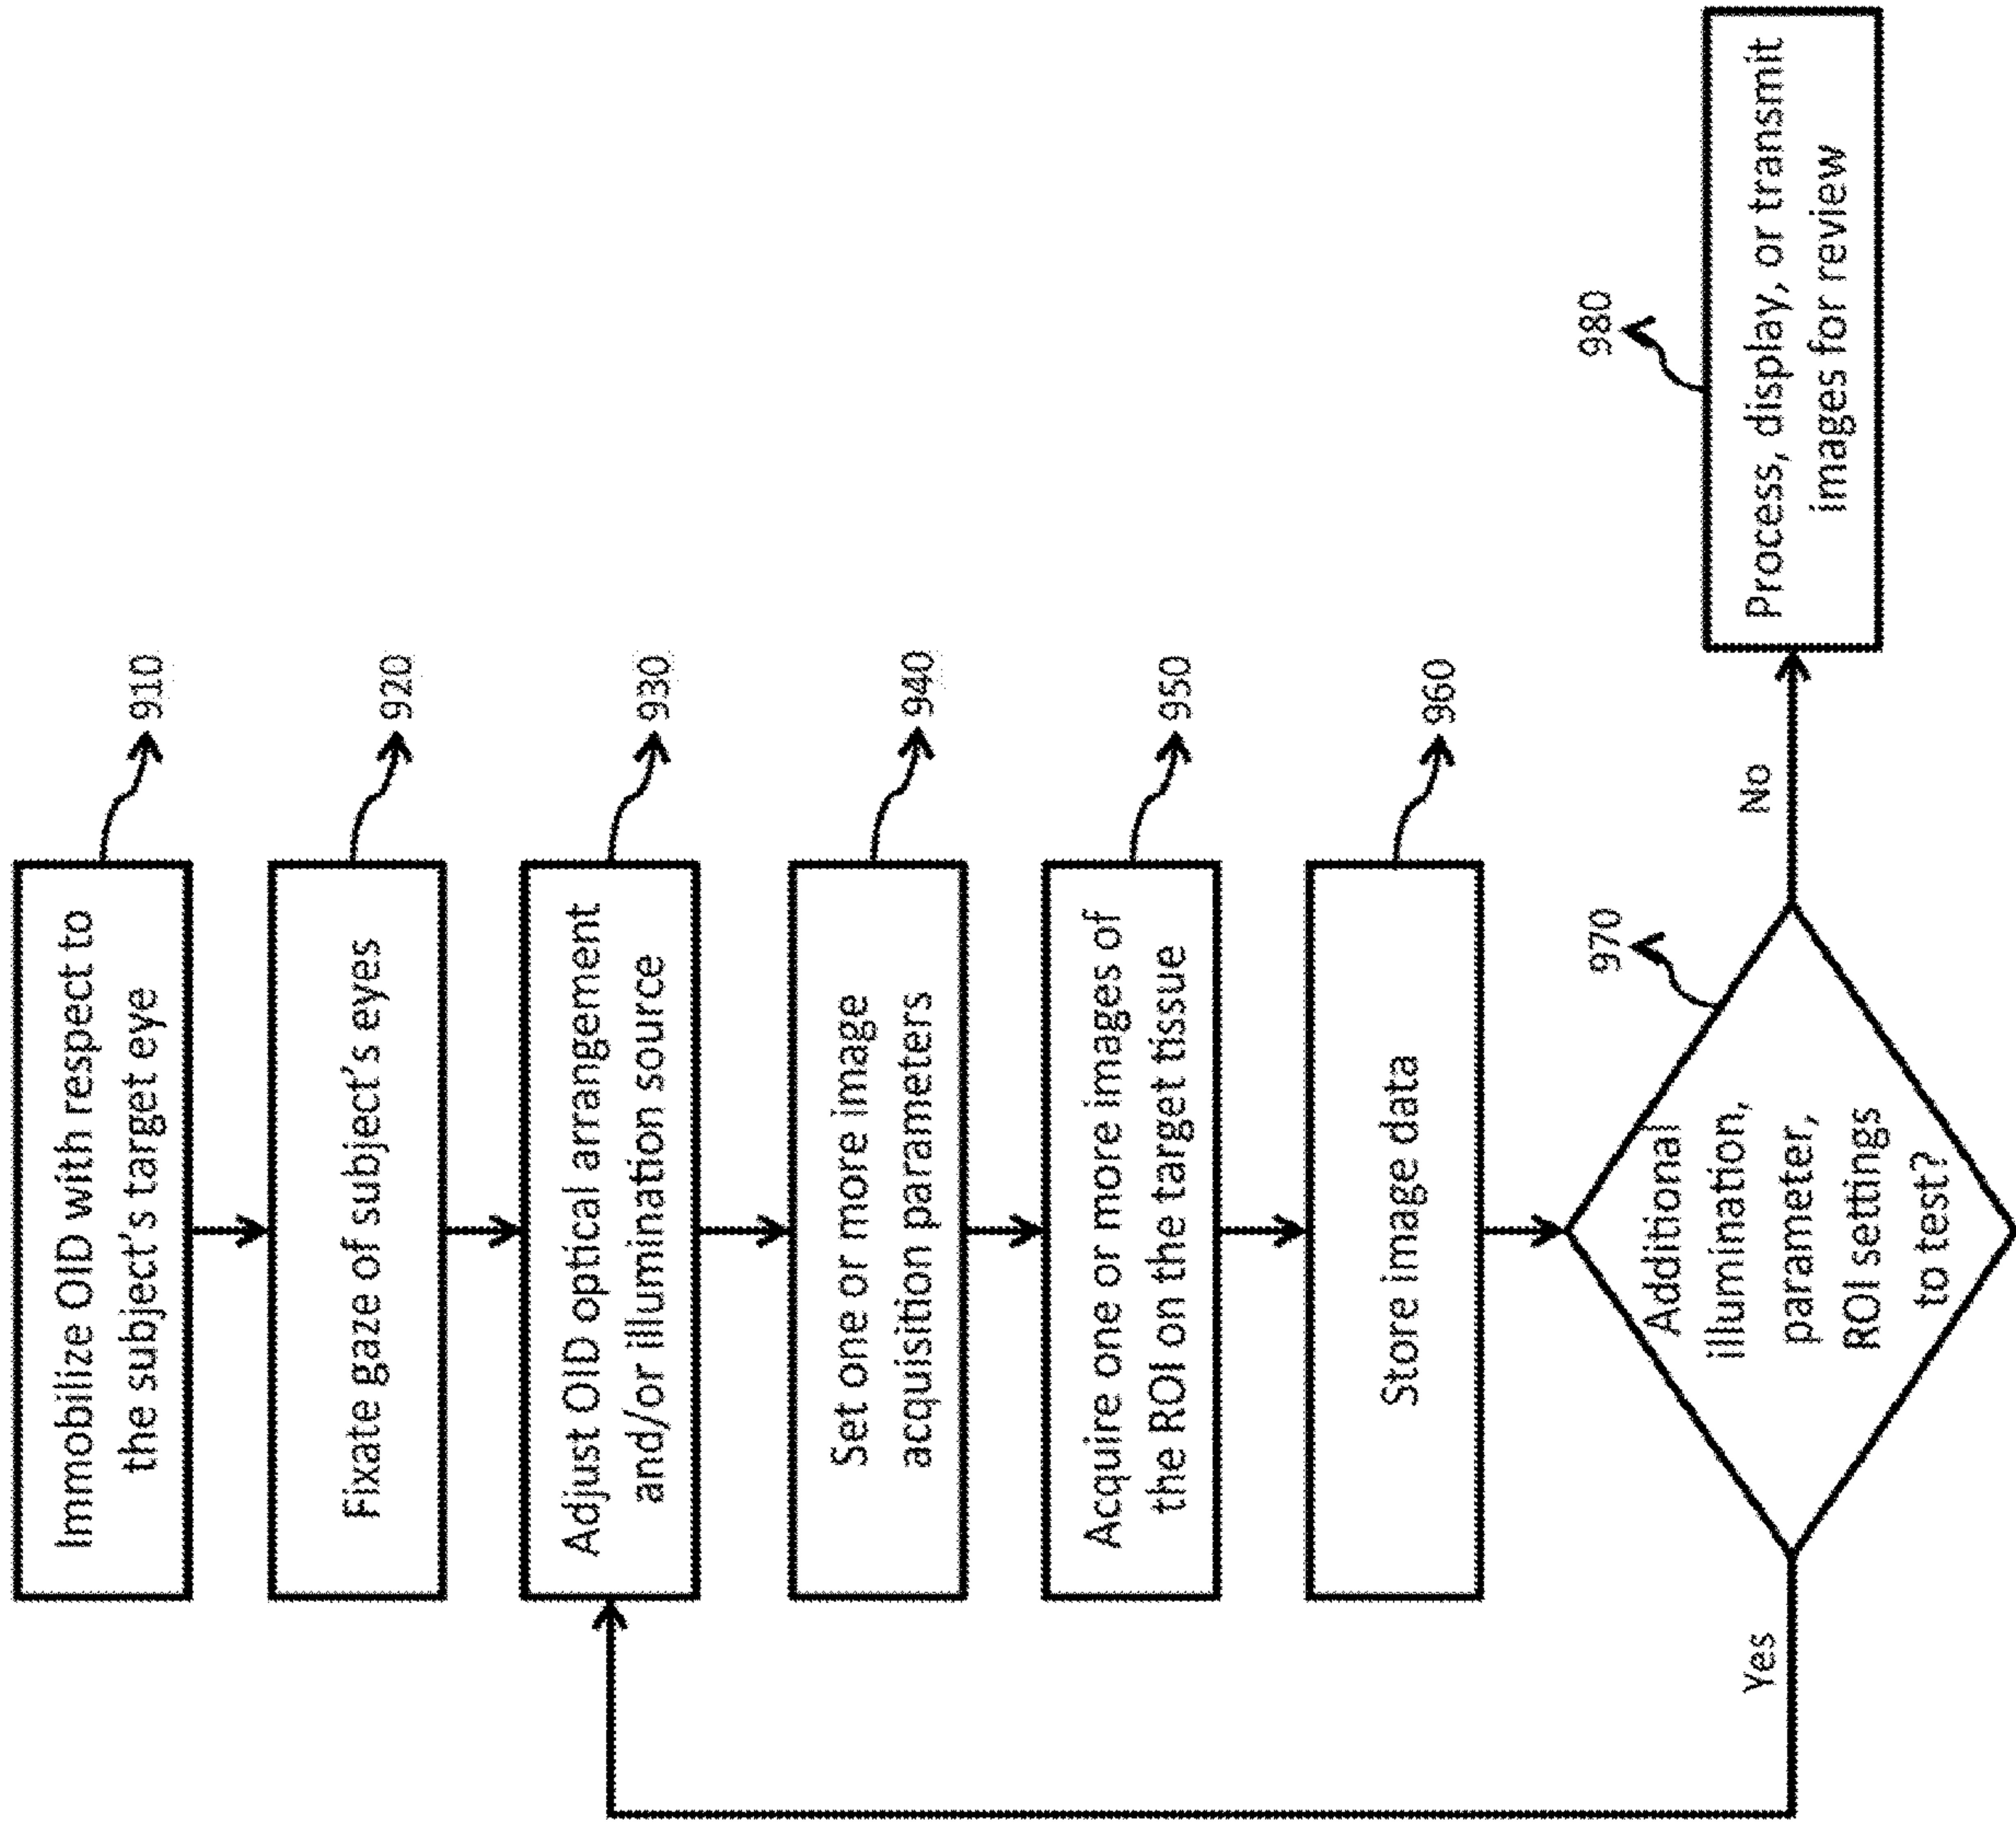 Immobilize OID with respect to
the subject's target eye
910
Fixate gaze of subject's eyes
920
Adjust OID optical arrangement
and/or illumination source
930
Set one or more image
acquisition parameters
940
Acquire one or more images of
the ROI on the target tissue
950
Store image data
960
Additional
illumination,
parameter,
ROI settings
to test?
970
Yes
No
Process, display, or transmit
images for review
980